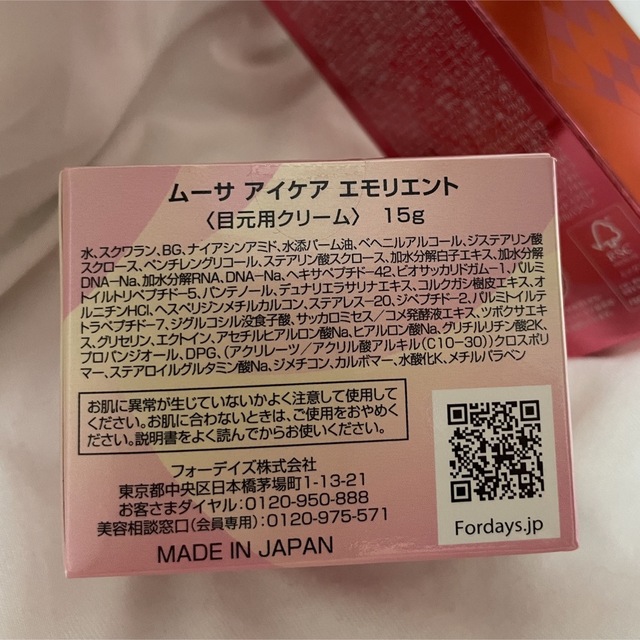 ムーサ アイケア エモリエント
〈目元用クリーム〉 15g
水、スクワラン、BG、ナイアシンアミド、水添パーム油、ベヘニルアルコール、ジステアリン酸
スクロース、ペンチレングリコール、ステアリン酸スクロース、加水分解白子エキス、加水分解
DNA-Na、加水分解RNA、DNA-Na、ヘキサペプチド-42、ビオサッカリドガム-1、パルミ
トイルトリペプチド-5、パンテノール、デュナリエラサリナエキス、コルクガシ樹皮エキス、オ
ルニチンHCl、ヘスペリジンメチルカルコン、ステアレス-20、ジペプチド-2、パルミトイルテ
トラペプチド-7、ジグルコシル没食子酸、サッカロミセス/コメ発酵液エキス、ツボクサエキ
ス、グリセリン、エクトイン、アセチルヒアルロン酸Na、ヒアルロン酸Na、グリチルリチン酸2K、
プロパンジオール、DPG、(アクリレーツ/アクリル酸アルキル(C10-30))クロスポリ
マー、ステアロイルグルタミン酸Na、ジメチコン、カルボマー、水酸化K、メチルパラベン
お肌に異常が生じていないかよく注意して使用して
ください。お肌に合わないときは、ご使用をおやめく
ださい。説明書をよく読んでからお使いください。
フォーデイズ株式会社
東京都中央区日本橋茅場町1-13-21
お客さまダイヤル:0120-950-888
美容相談窓口(会員専用):0120-975-571
MADE IN JAPAN
Fordays.jp
FSC